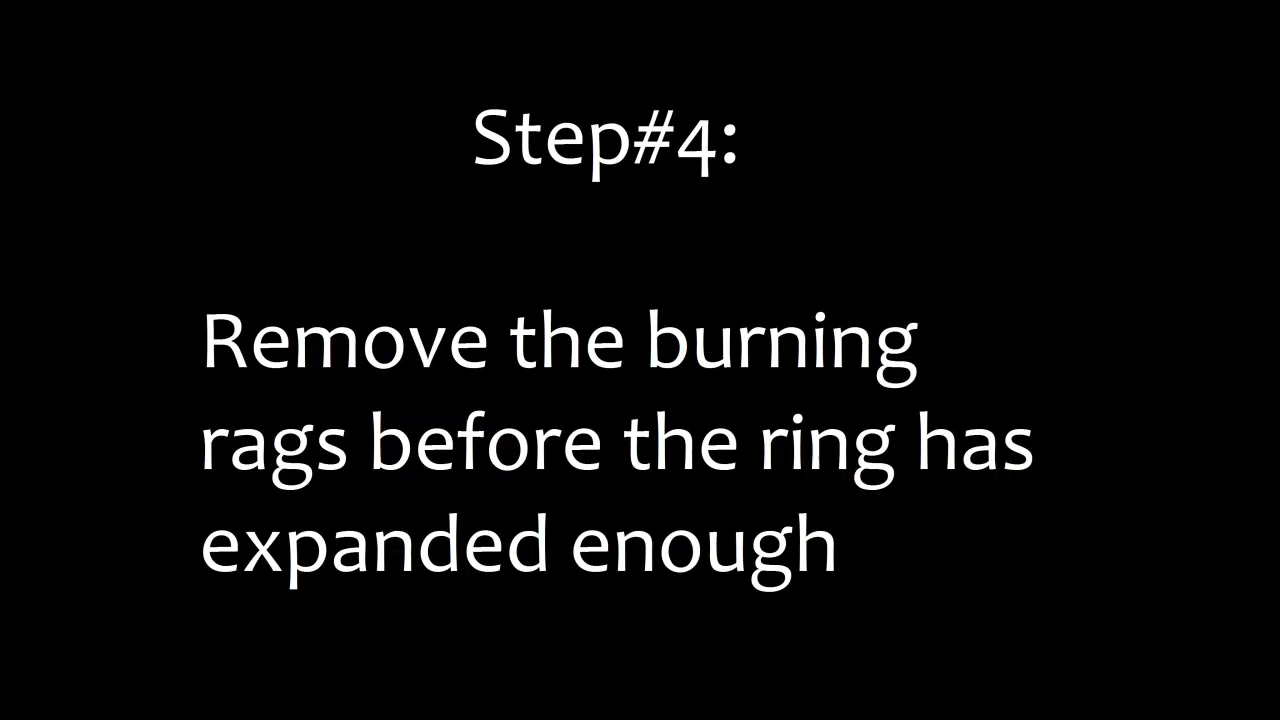 Step#4:
Remove the burning
rags before the ring has
expanded enough